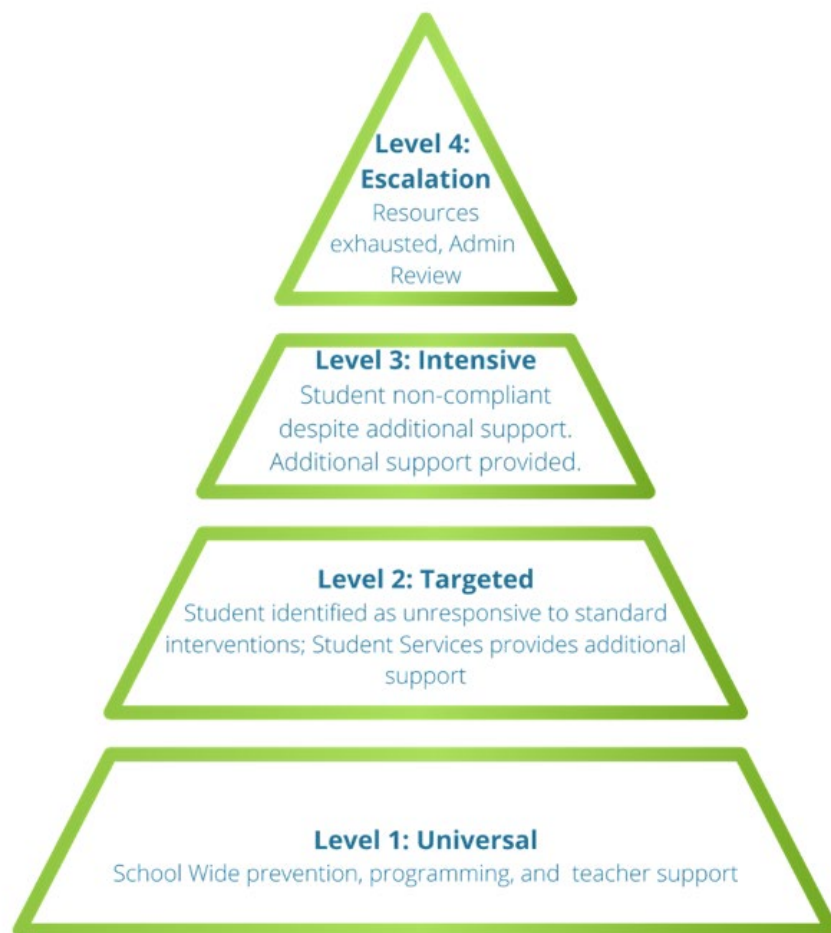 Level 4:
Escalation
Resources
exhausted, Admin
Review
Level 3: Intensive
Student non-compliant
despite additional support.
Additional support provided.
Level 2: Targeted
Student identified as unresponsive to standard
interventions; Student Services provides additional
support
Level 1: Universal
School Wide prevention, programming, and teacher support